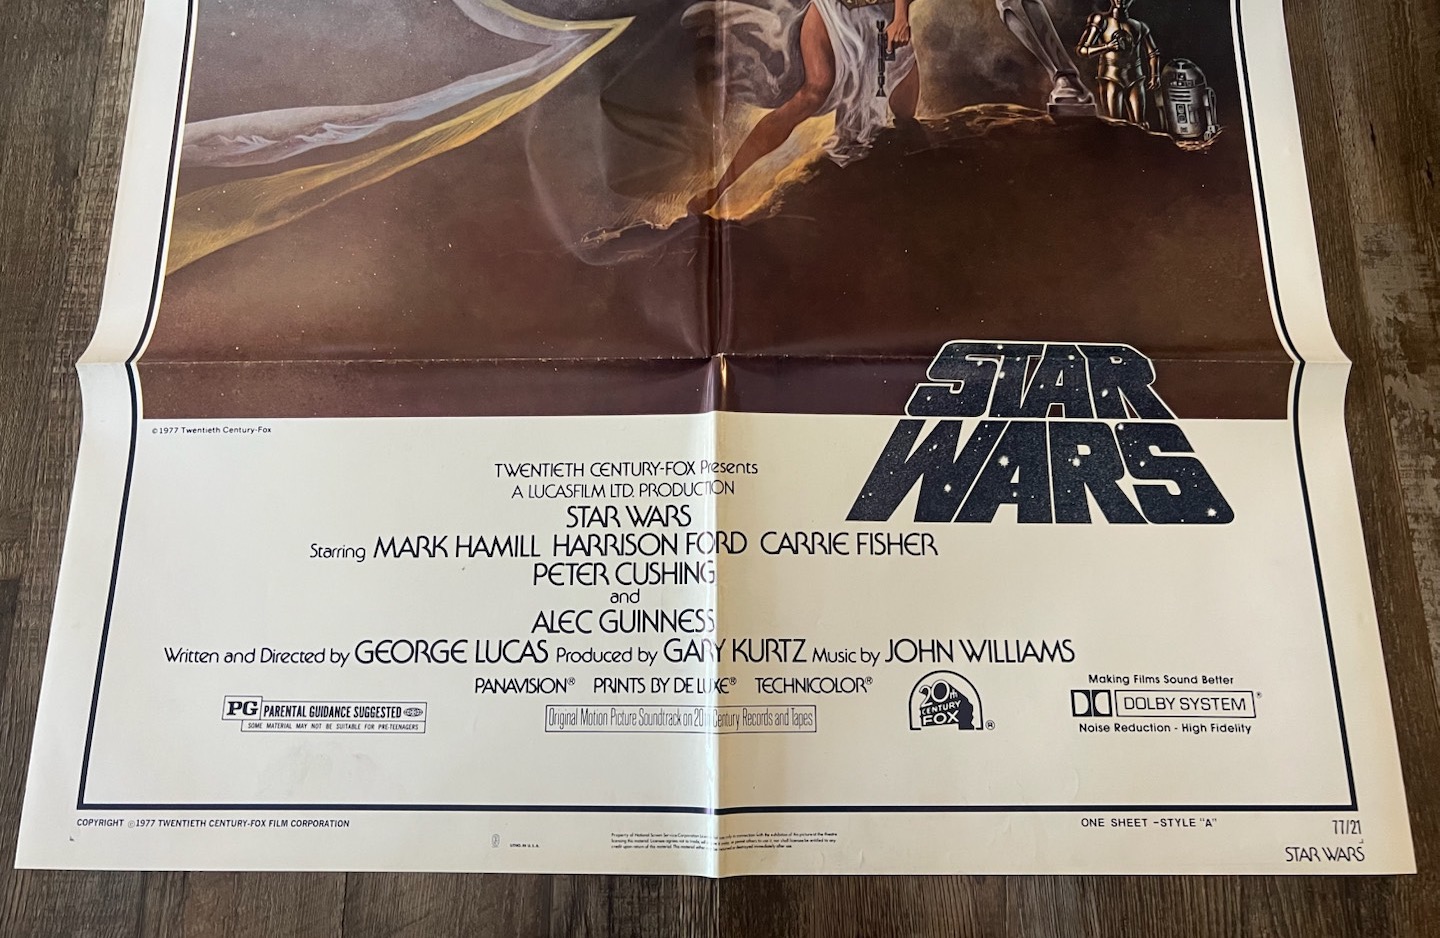 STAR
WARS
©1977 Twentieth Century-Fox
TWENTIETH CENTURY-FOX Presents
A LUCASFILM LTD. PRODUCTION
STAR WARS
Starring MARK HAMILL HARRISON FORD CARRIE FISHER
PETER CUSHING
and
ALEC GUINNESS
Written and Directed by GEORGE LUCAS Produced by GARY KURTZ Music by JOHN WILLIAMS
PANAVISION® PRINTS BY DE LUXE® TECHNICOLOR®
PG PARENTAL GUIDANCE SUGGESTED
SOME MATERIAL MAY NOT BE SUITABLE FOR PRE-TEENAGERS
Original Motion Picture Soundtrack on 20th Century Records and Tapes
20th
CENTURY
FOX ®
Making Films Sound Better
DOLBY SYSTEM ®
Noise Reduction - High Fidelity
COPYRIGHT ©1977 TWENTIETH CENTURY-FOX FILM CORPORATION
ONE SHEET -STYLE "A"
77/21
STAR WARS
LITHO. IN U.S.A.